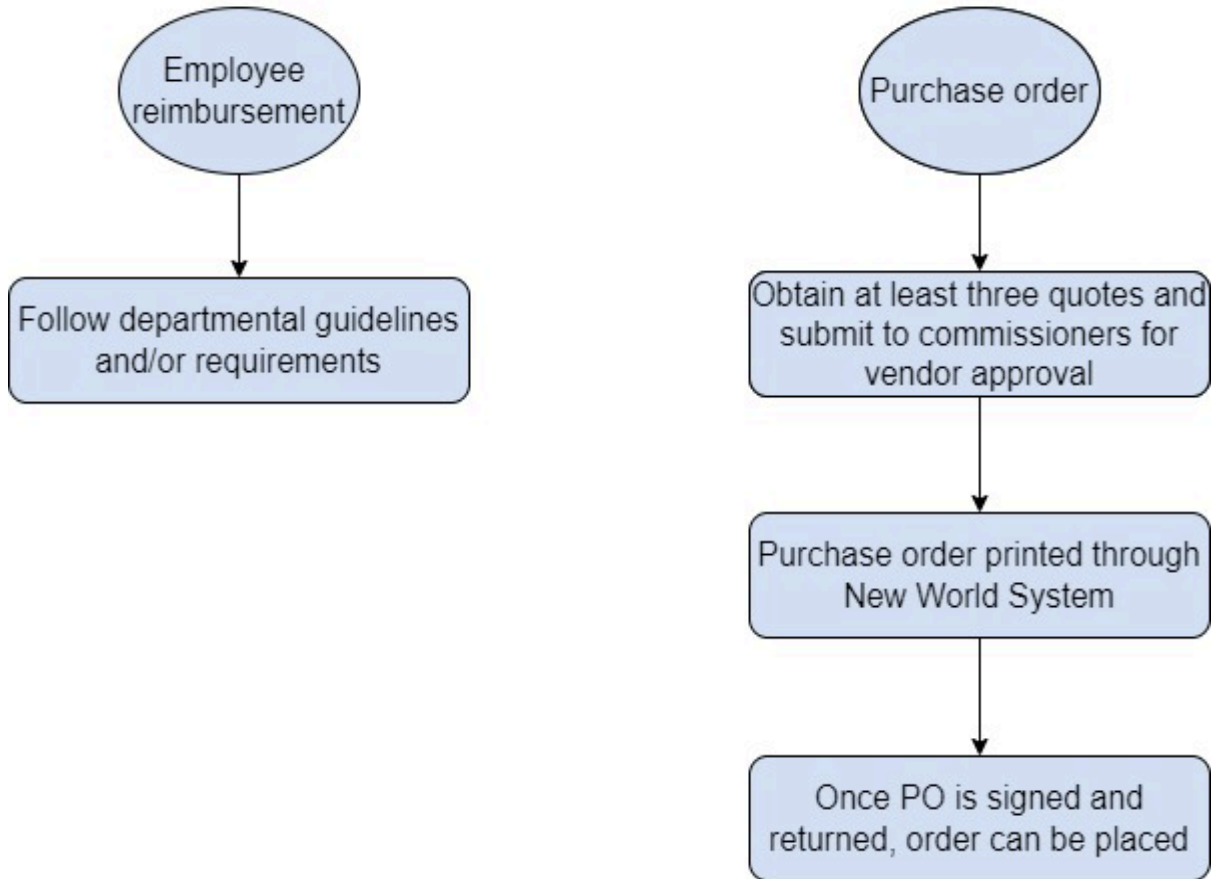 Employee
reimbursement
Follow departmental guidelines
and/or requirements
Purchase order
Obtain at least three quotes and
submit to commissioners for
vendor approval
Purchase order printed through
New World System
Once PO is signed and
returned, order can be placed